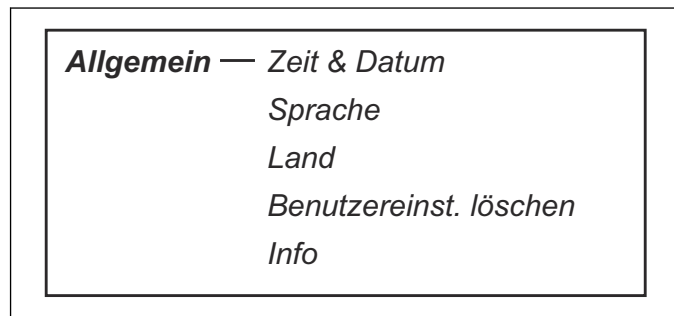 Allgemein — Zeit & Datum
Sprache
Land
Benutzereinst. löschen
Info